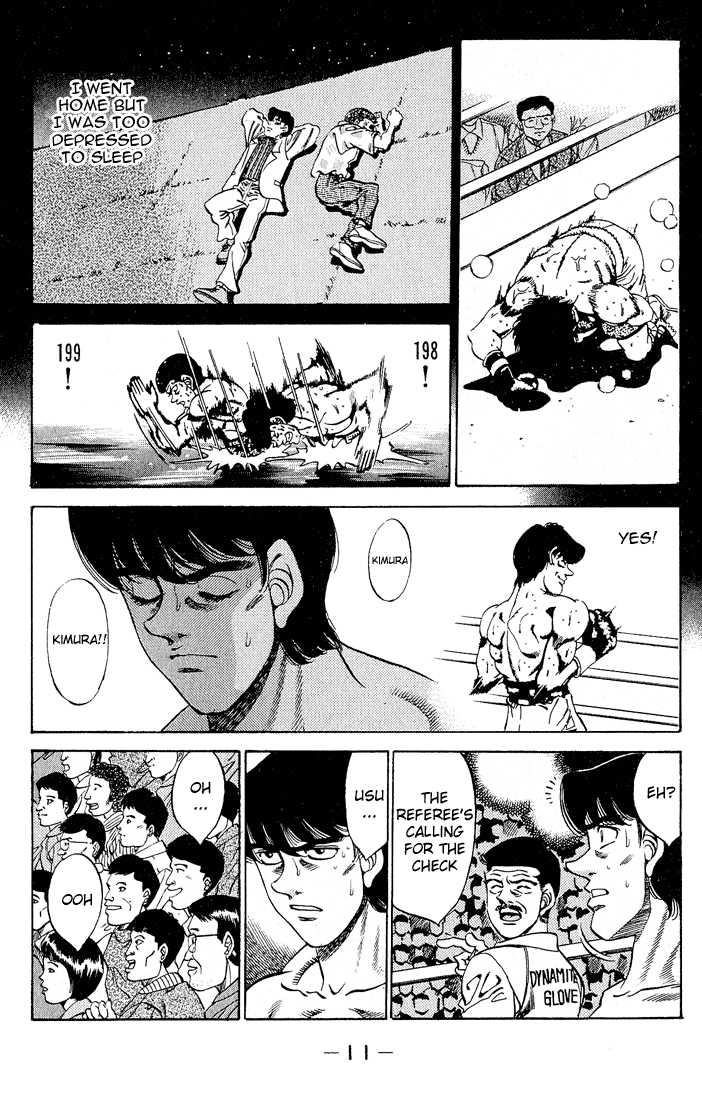 I WENT
HOME BUT
I WAS TOO
DEPRESSED
TO SLEEP
198
!
199
!
YES!
KIMURA
KIMURA!!
EH?
THE
REFEREE'S
CALLING
FOR THE
CHECK
DYNAMITE
GLOVE
USU
...
OH
...
OOH
—11—